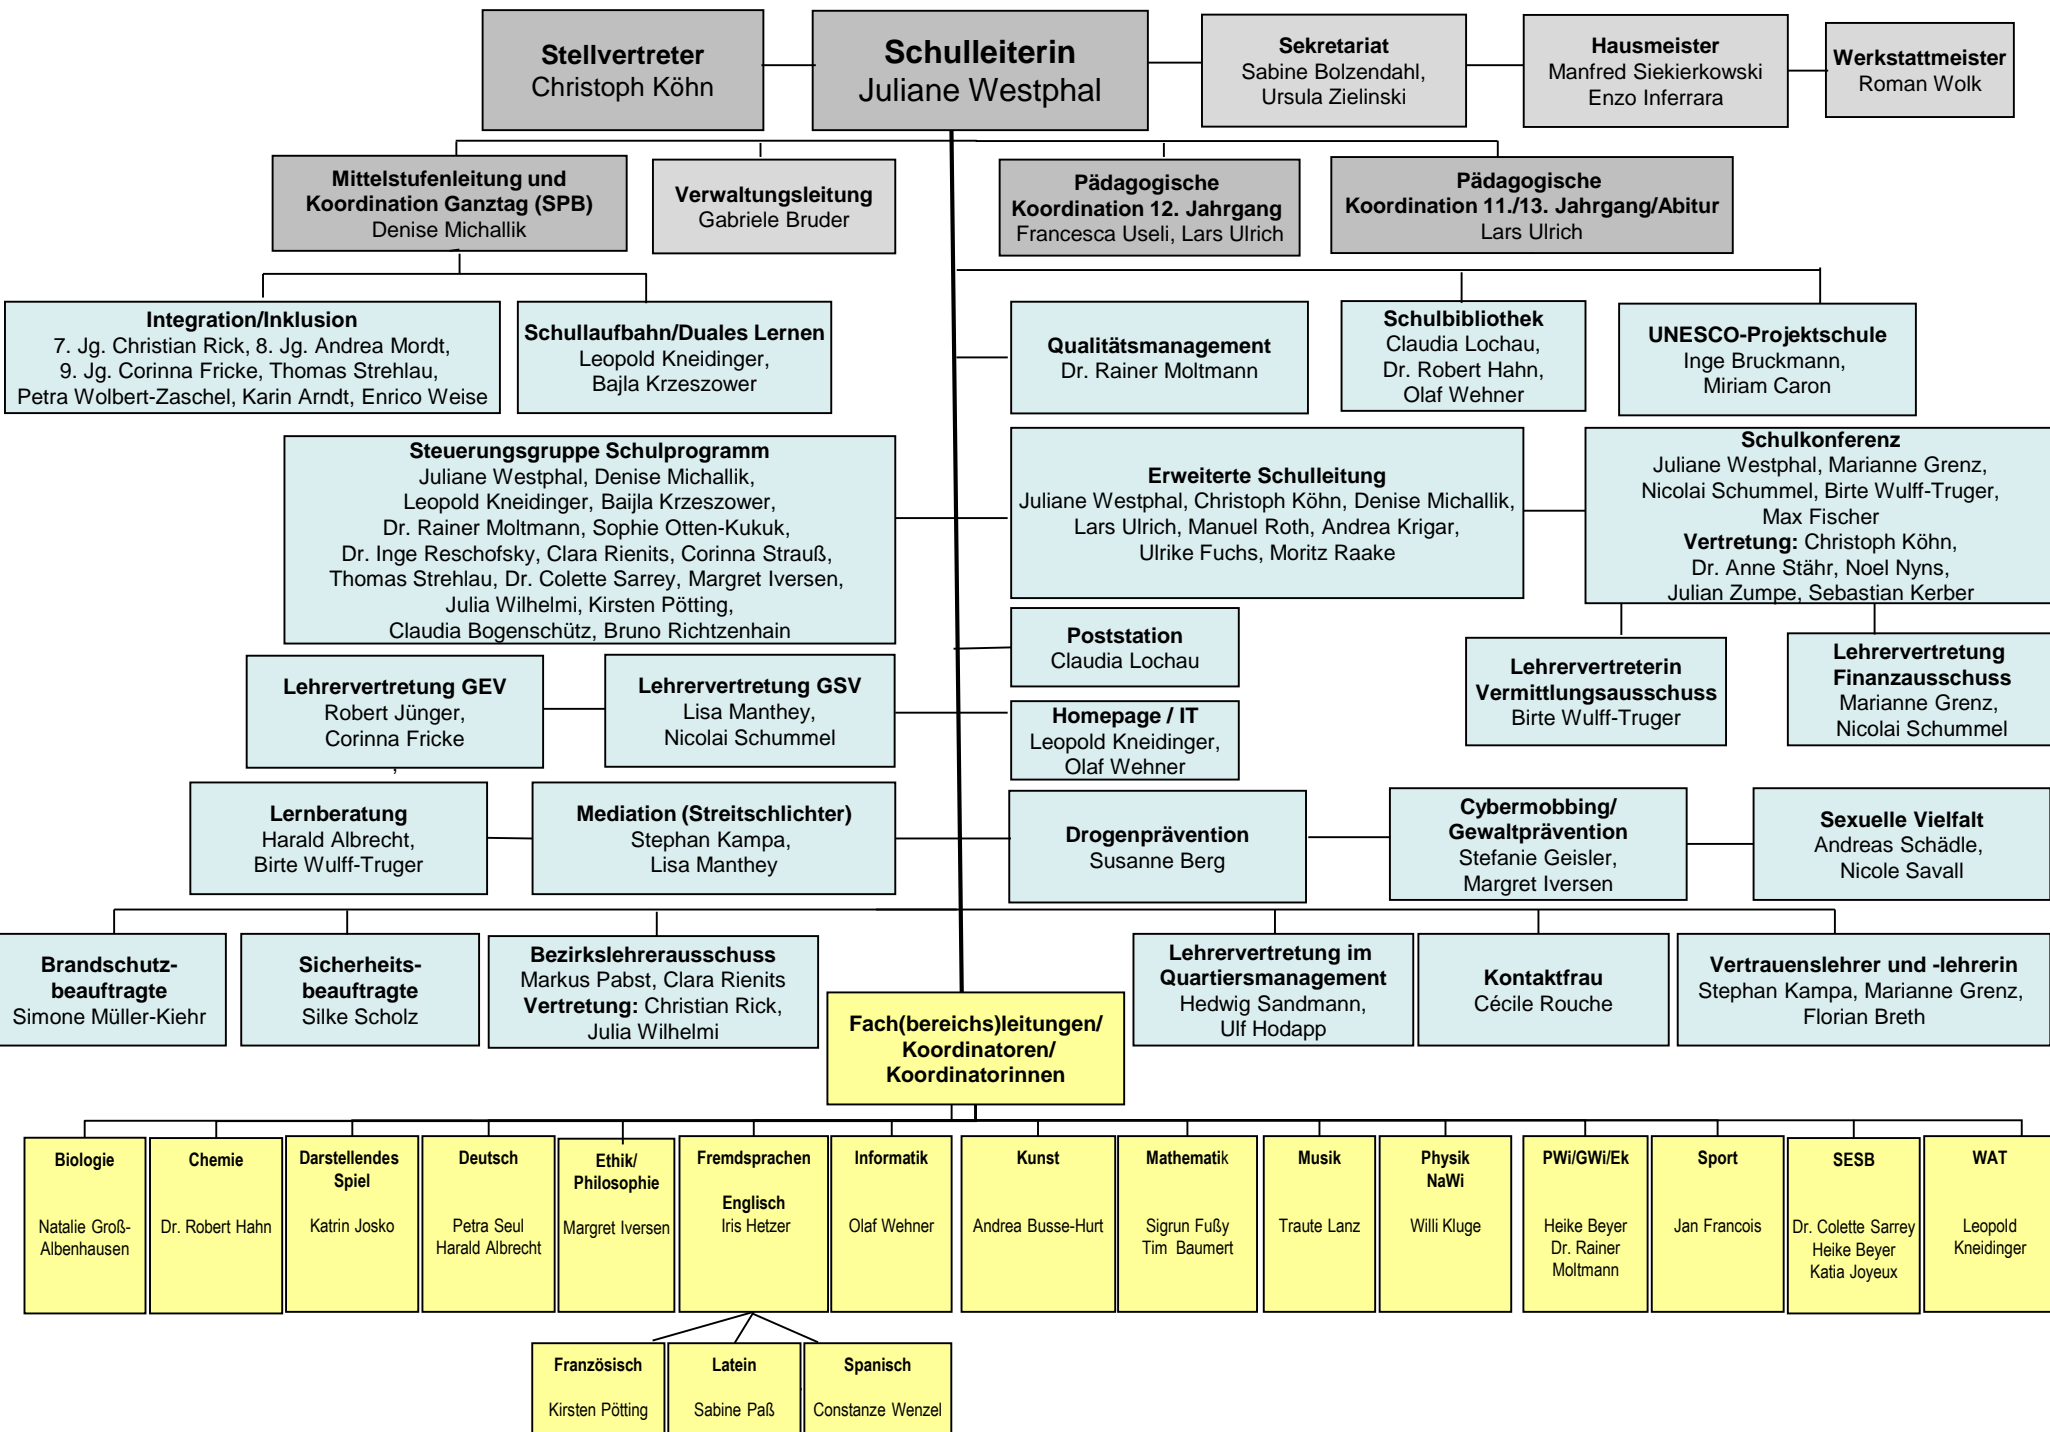 Stellvertreter
Christoph Köhn
Schulleiterin
Juliane Westphal
Sekretariat
Sabine Bolzendahl,
Ursula Zielinski
Hausmeister
Manfred Siekierkowski
Enzo Inferrara
Werkstattmeister
Roman Wolk
Mittelstufenleitung und
Koordination Ganztag (SPB)
Denise Michallik
Verwaltungsleitung
Gabriele Bruder
Pädagogische
Koordination 12. Jahrgang
Francesca Useli, Lars Ulrich
Pädagogische
Koordination 11./13. Jahrgang/Abitur
Lars Ulrich
Integration/Inklusion
7. Jg. Christian Rick, 8. Jg. Andrea Mordt,
9. Jg. Corinna Fricke, Thomas Strehlau,
Petra Wolbert-Zaschel, Karin Arndt, Enrico Weise
Schullaufbahn/Duales Lernen
Leopold Kneidinger,
Bajla Krzeszower
Qualitätsmanagement
Dr. Rainer Moltmann
Schulbibliothek
Claudia Lochau,
Dr. Robert Hahn,
Olaf Wehner
UNESCO-Projektschule
Inge Bruckmann,
Miriam Caron
Steuerungsgruppe Schulprogramm
Juliane Westphal, Denise Michallik,
Leopold Kneidinger, Baijla Krzeszower,
Dr. Rainer Moltmann, Sophie Otten-Kukuk,
Dr. Inge Reschofsky, Clara Rienits, Corinna Strauß,
Thomas Strehlau, Dr. Colette Sarrey, Margret Iversen,
Julia Wilhelmi, Kirsten Pötting,
Claudia Bogenschütz, Bruno Richtzenhain
Erweiterte Schulleitung
Juliane Westphal, Christoph Köhn, Denise Michallik,
Lars Ulrich, Manuel Roth, Andrea Krigar,
Ulrike Fuchs, Moritz Raake
Schulkonferenz
Juliane Westphal, Marianne Grenz,
Nicolai Schummel, Birte Wulff-Truger,
Max Fischer
Vertretung: Christoph Köhn,
Dr. Anne Stähr, Noel Nyns,
Julian Zumpe, Sebastian Kerber
Poststation
Claudia Lochau
Lehrervertretung GEV
Robert Jünger,
Corinna Fricke
,
Lehrervertretung GSV
Lisa Manthey,
Nicolai Schummel
Homepage / IT
Leopold Kneidinger,
Olaf Wehner
Lehrervertreterin
Vermittlungsausschuss
Birte Wulff-Truger
Lehrervertretung
Finanzausschuss
Marianne Grenz,
Nicolai Schummel
Lernberatung
Harald Albrecht,
Birte Wulff-Truger
Mediation (Streitschlichter)
Stephan Kampa,
Lisa Manthey
Drogenprävention
Susanne Berg
Cybermobbing/
Gewaltprävention
Stefanie Geisler,
Margret Iversen
Sexuelle Vielfalt
Andreas Schädle,
Nicole Savall
Brandschutz-
beauftragte
Simone Müller-Kiehr
Sicherheits-
beauftragte
Silke Scholz
Bezirkslehrerausschuss
Markus Pabst, Clara Rienits
Vertretung: Christian Rick,
Julia Wilhelmi
Lehrervertretung im
Quartiersmanagement
Hedwig Sandmann,
Ulf Hodapp
Kontaktfrau
Cécile Rouche
Vertrauenslehrer und -lehrerin
Stephan Kampa, Marianne Grenz,
Florian Breth
Fach(bereichs)leitungen/
Koordinatoren/
Koordinatorinnen
Biologie
Natalie Groß-
Albenhausen
Chemie
Dr. Robert Hahn
Darstellendes
Spiel
Katrin Josko
Deutsch
Petra Seul
Harald Albrecht
Ethik/
Philosophie
Margret Iversen
Fremdsprachen
Englisch
Iris Hetzer
Informatik
Olaf Wehner
Kunst
Andrea Busse-Hurt
Mathematik
Sigrun Fußy
Tim Baumert
Musik
Traute Lanz
Physik
NaWi
Willi Kluge
PWi/GWi/Ek
Heike Beyer
Dr. Rainer
Moltmann
Sport
Jan Francois
SESB
Dr. Colette Sarrey
Heike Beyer
Katia Joyeux
WAT
Leopold
Kneidinger
Französisch
Kirsten Pötting
Latein
Sabine Paß
Spanisch
Constanze Wenzel